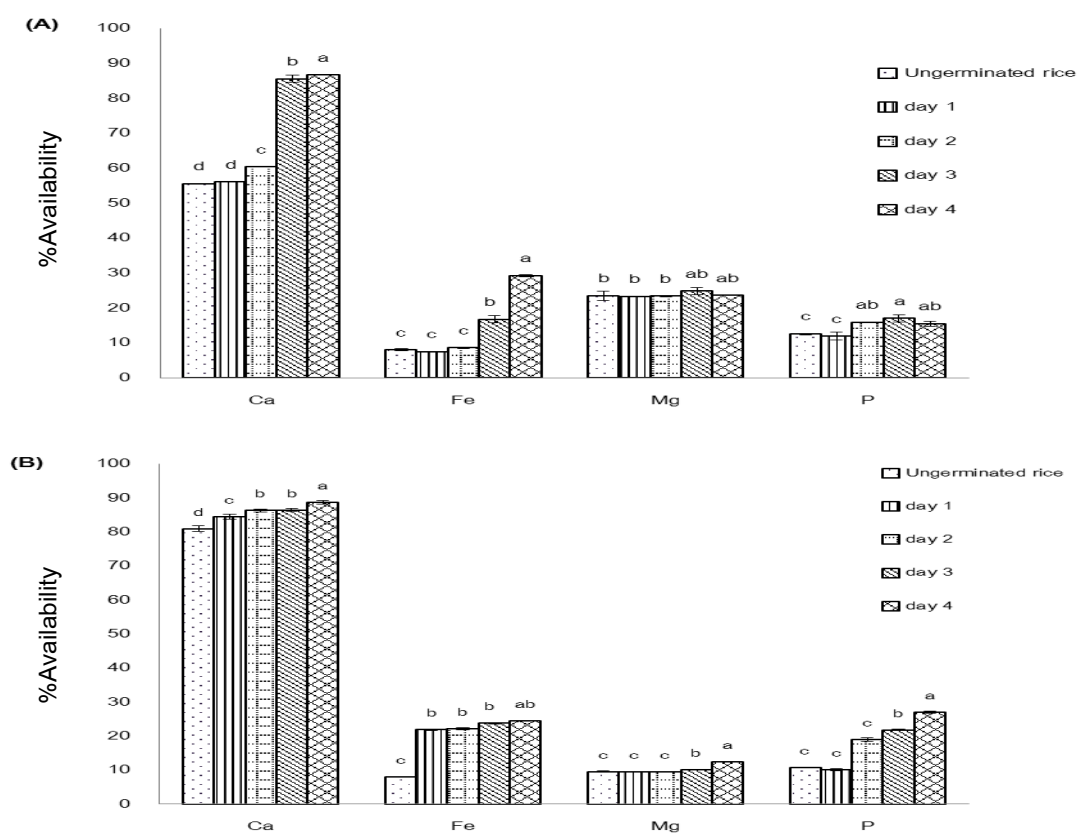 (A)
%Availability
100
90
80
70
60
50
40
30
20
10
0
d d c b a
c c c b a
b b b ab ab
c c ab a ab
Ca Fe Mg P
Ungerminated rice
day 1
day 2
day 3
day 4
(B)
%Availability
100
90
80
70
60
50
40
30
20
10
0
d c b b a
c b b b ab
c c c b a
c c c b a
Ca Fe Mg P
Ungerminated rice
day 1
day 2
day 3
day 4